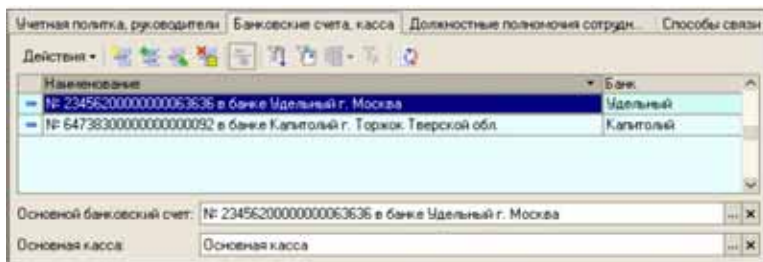 Учетная политка, руководители Банковские счета, касса Должностные полномочия сотрудн... Способы связи
Действия
Наименование Банк
№ 23456200000000063636 в банке Удельный г. Москва Удельный
№ 64738300000000000092 в банке Капитолий г. Торжок Тверской обл. Капитолий
Основной банковский счет: № 23456200000000063636 в банке Удельный г. Москва ...
Основная касса: Основная касса ...